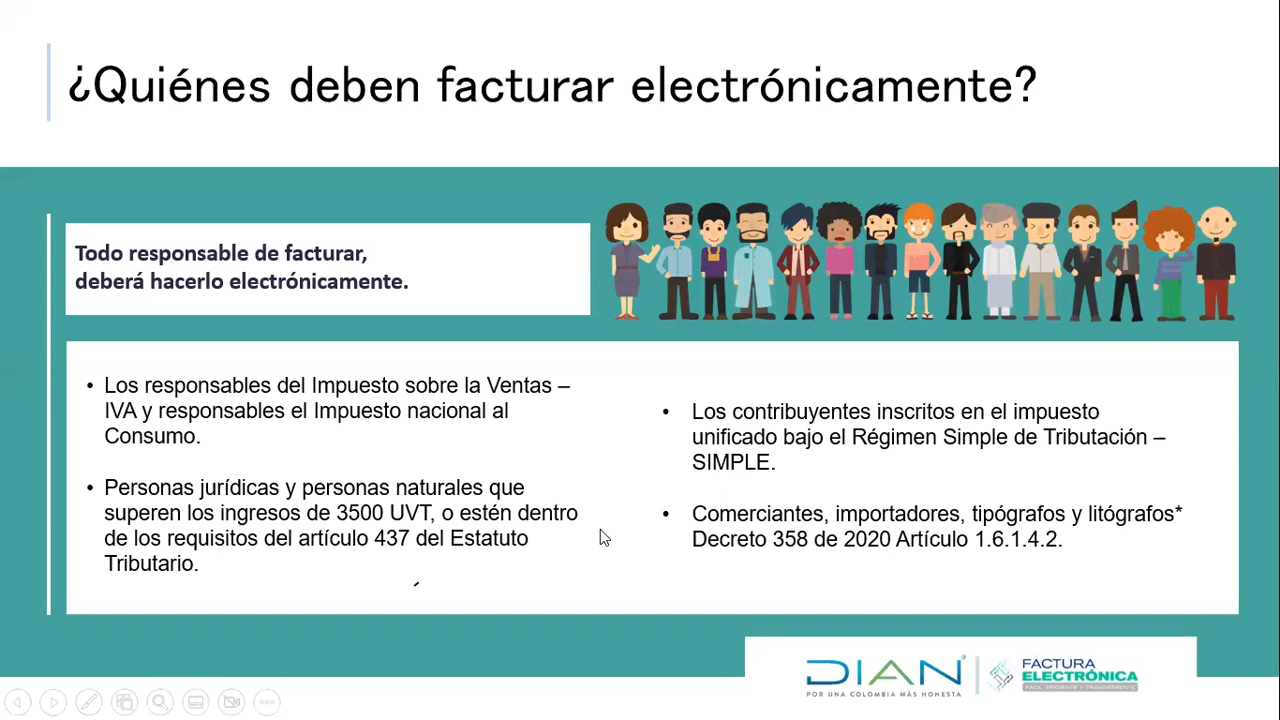 ¿Quiénes deben facturar electrónicamente?
Todo responsable de facturar,
deberá hacerlo electrónicamente.
• Los responsables del Impuesto sobre la Ventas –
IVA y responsables el Impuesto nacional al
Consumo.
• Personas jurídicas y personas naturales que
superen los ingresos de 3500 UVT, o estén dentro
de los requisitos del artículo 437 del Estatuto
Tributario.
• Los contribuyentes inscritos en el impuesto
unificado bajo el Régimen Simple de Tributación –
SIMPLE.
• Comerciantes, importadores, tipógrafos y litógrafos*
Decreto 358 de 2020 Artículo 1.6.1.4.2.
DIAN®
POR UNA COLOMBIA MÁS HONESTA
FACTURA
ELECTRÓNICA
FÁCIL, EFICIENTE Y TRANSPARENTE